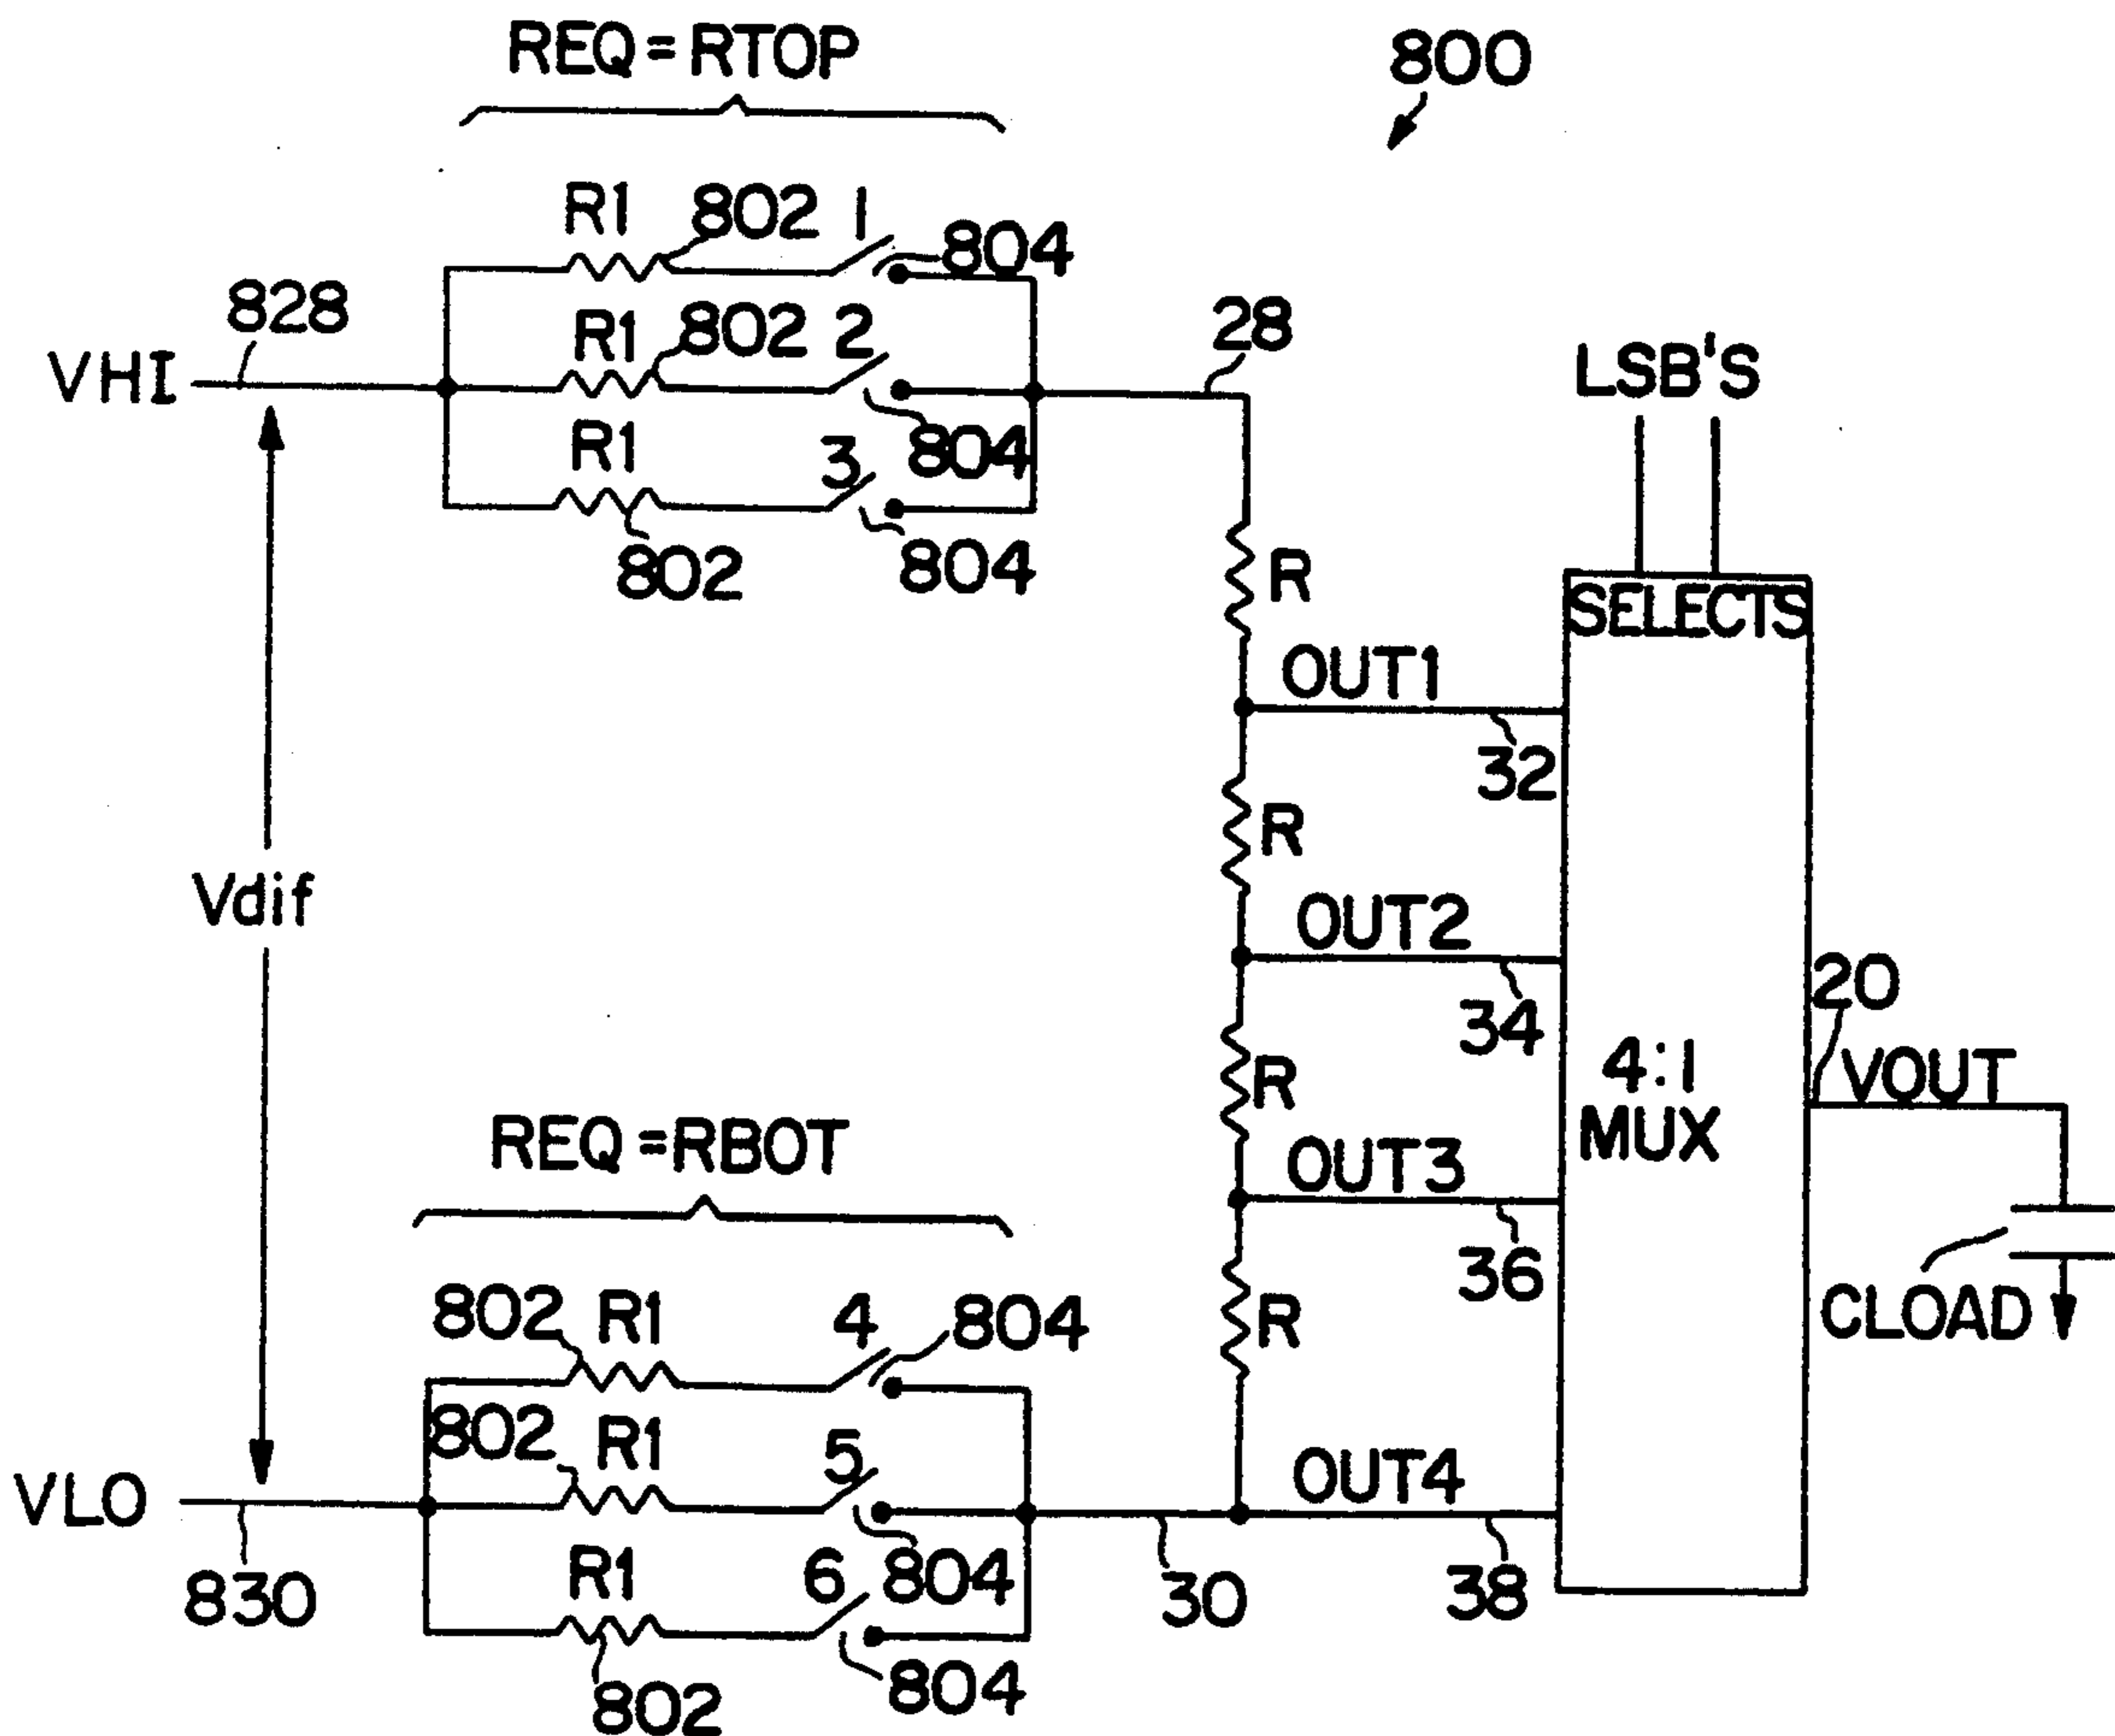 REQ=RTOP
800
R1 802 1 804
828
VHI
R1 802 2 804
28
R1 3
802 804
LSB'S
SELECTS
R
OUT1
32
R
Vdif
OUT2
34
20
R
4:1
MUX
VOUT
REQ=RBOT
OUT3
36
R
CLOAD
802 R1 4 804
802 R1 5 804
VLO
OUT4
830
R1 6
802 804
30
38